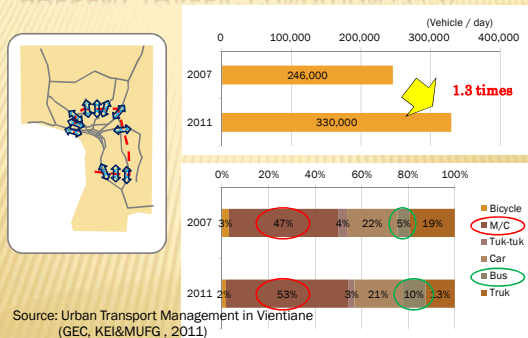 (Vehicle / day)
0 100,000 200,000 300,000 400,000
2007 246,000
1.3 times
2011 330,000
0% 20% 40% 60% 80% 100%
2007 3% 47% 4% 22% 5% 19%
2011 2% 53% 3% 21% 10% 13%
Bicycle
M/C
Tuk-tuk
Car
Bus
Truk
Source: Urban Transport Management in Vientiane
(GEC, KEI&MUFG , 2011)